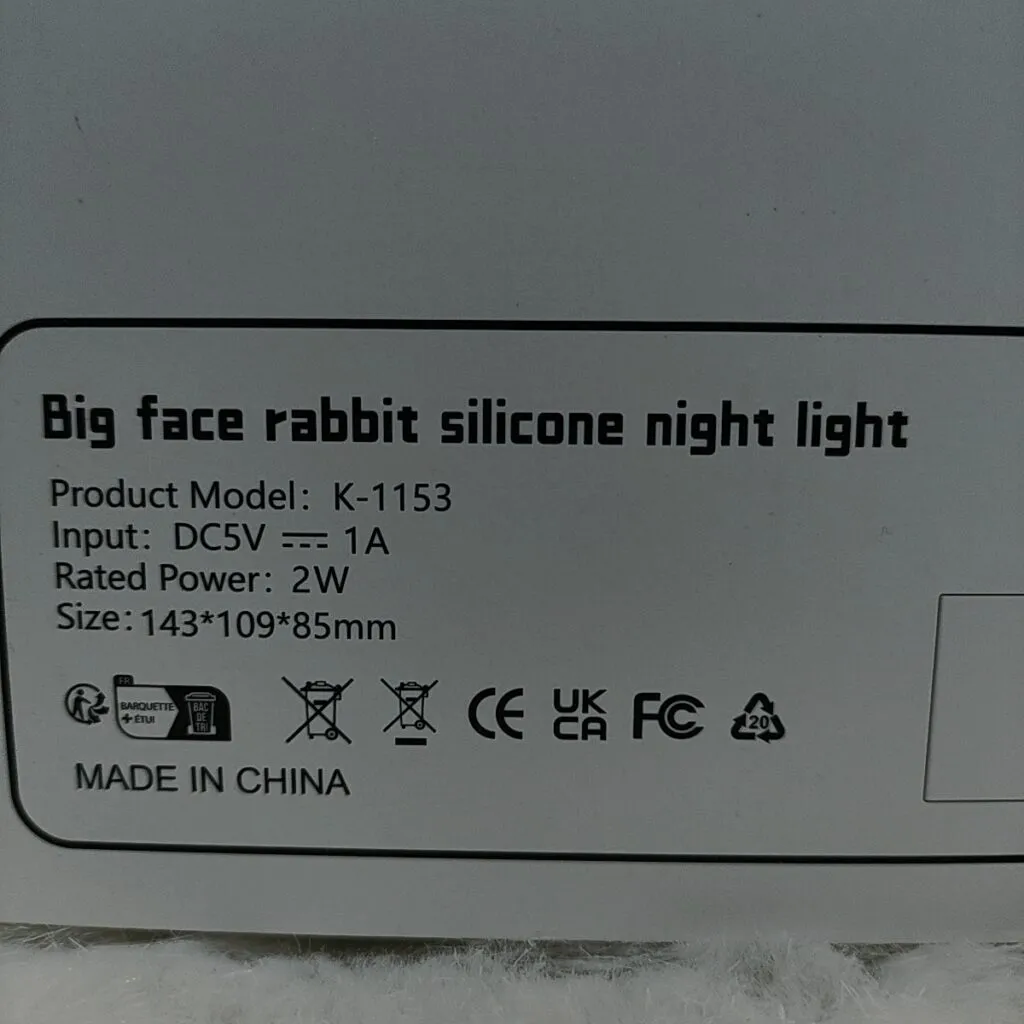 Big face rabbit silicone night light
Product Model: K-1153
Input: DC5V 1A
Rated Power: 2W
Size: 143*109*85mm
FR
BARQUETTE
+ ÉTUI
BAC
DE
TRI
CE
UK
CA
FC
20
MADE IN CHINA